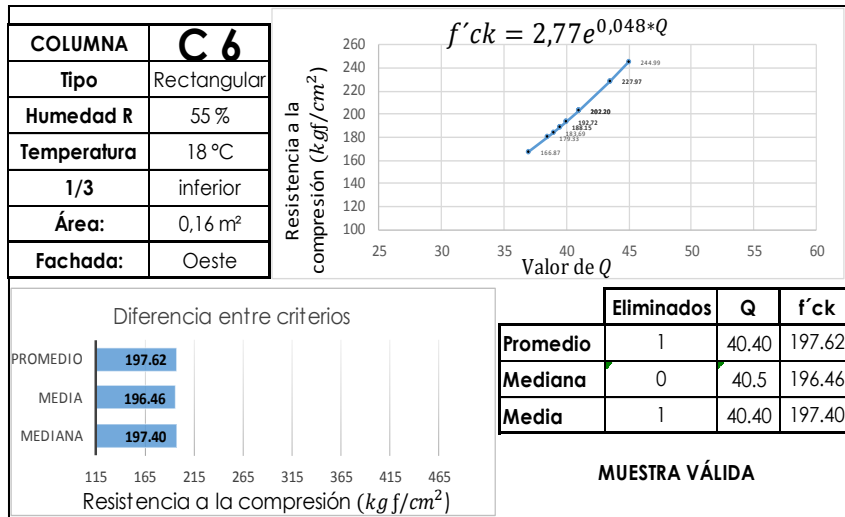 COLUMNA C 6
Tipo Rectangular
Humedad R 55 %
Temperatura 18 ºC
1/3 inferior
Área: 0,16 m²
Fachada: Oeste
f´ck = 2,77e^{0,048*Q}
Resistencia a la
compresión (kgf/cm²)
260
240
220
200
180
160
140
120
100
244.99
227.97
202.20
192.72
188.15
183.69
179.33
166.87
25 30 35 40 45 50 55 60
Valor de Q
Diferencia entre criterios
PROMEDIO 197.62
MEDIA 196.46
MEDIANA 197.40
115 165 215 265 315 365 415 465
Resistencia a la compresión (kg f/cm²)
Eliminados Q f´ck
Promedio 1 40.40 197.62
Mediana 0 40.5 196.46
Media 1 40.40 197.40
MUESTRA VÁLIDA